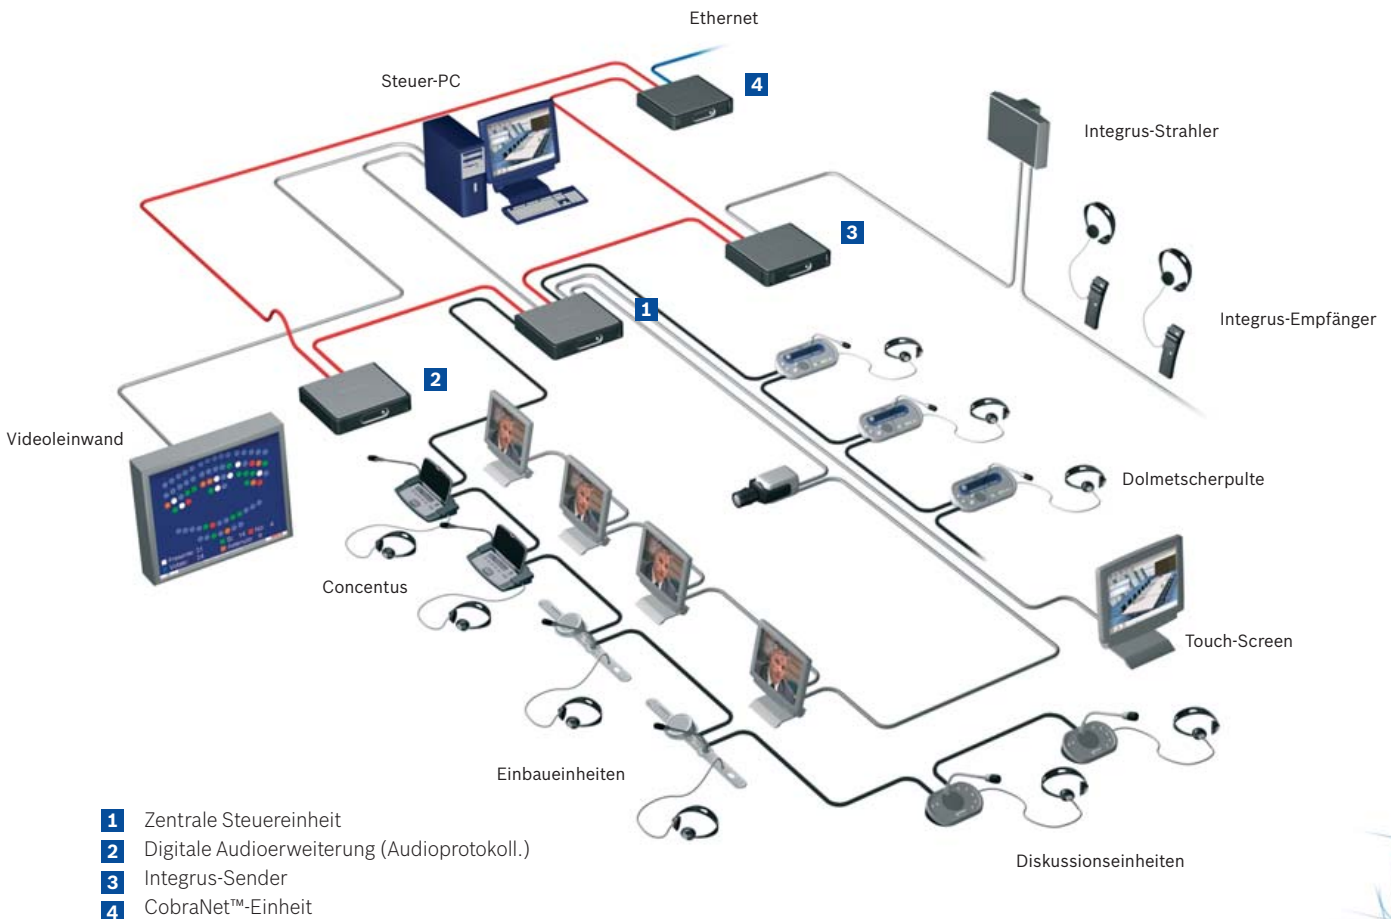 Ethernet
Steuer-PC
4
Integrus-Strahler
3
1
Integrus-Empfänger
2
Videoleinwand
Dolmetscherpulte
Concentus
Touch-Screen
Einbaueinheiten
Diskussionseinheiten
1 Zentrale Steuereinheit
2 Digitale Audioerweiterung (Audioprotokoll.)
3 Integrus-Sender
4 CobraNet™-Einheit